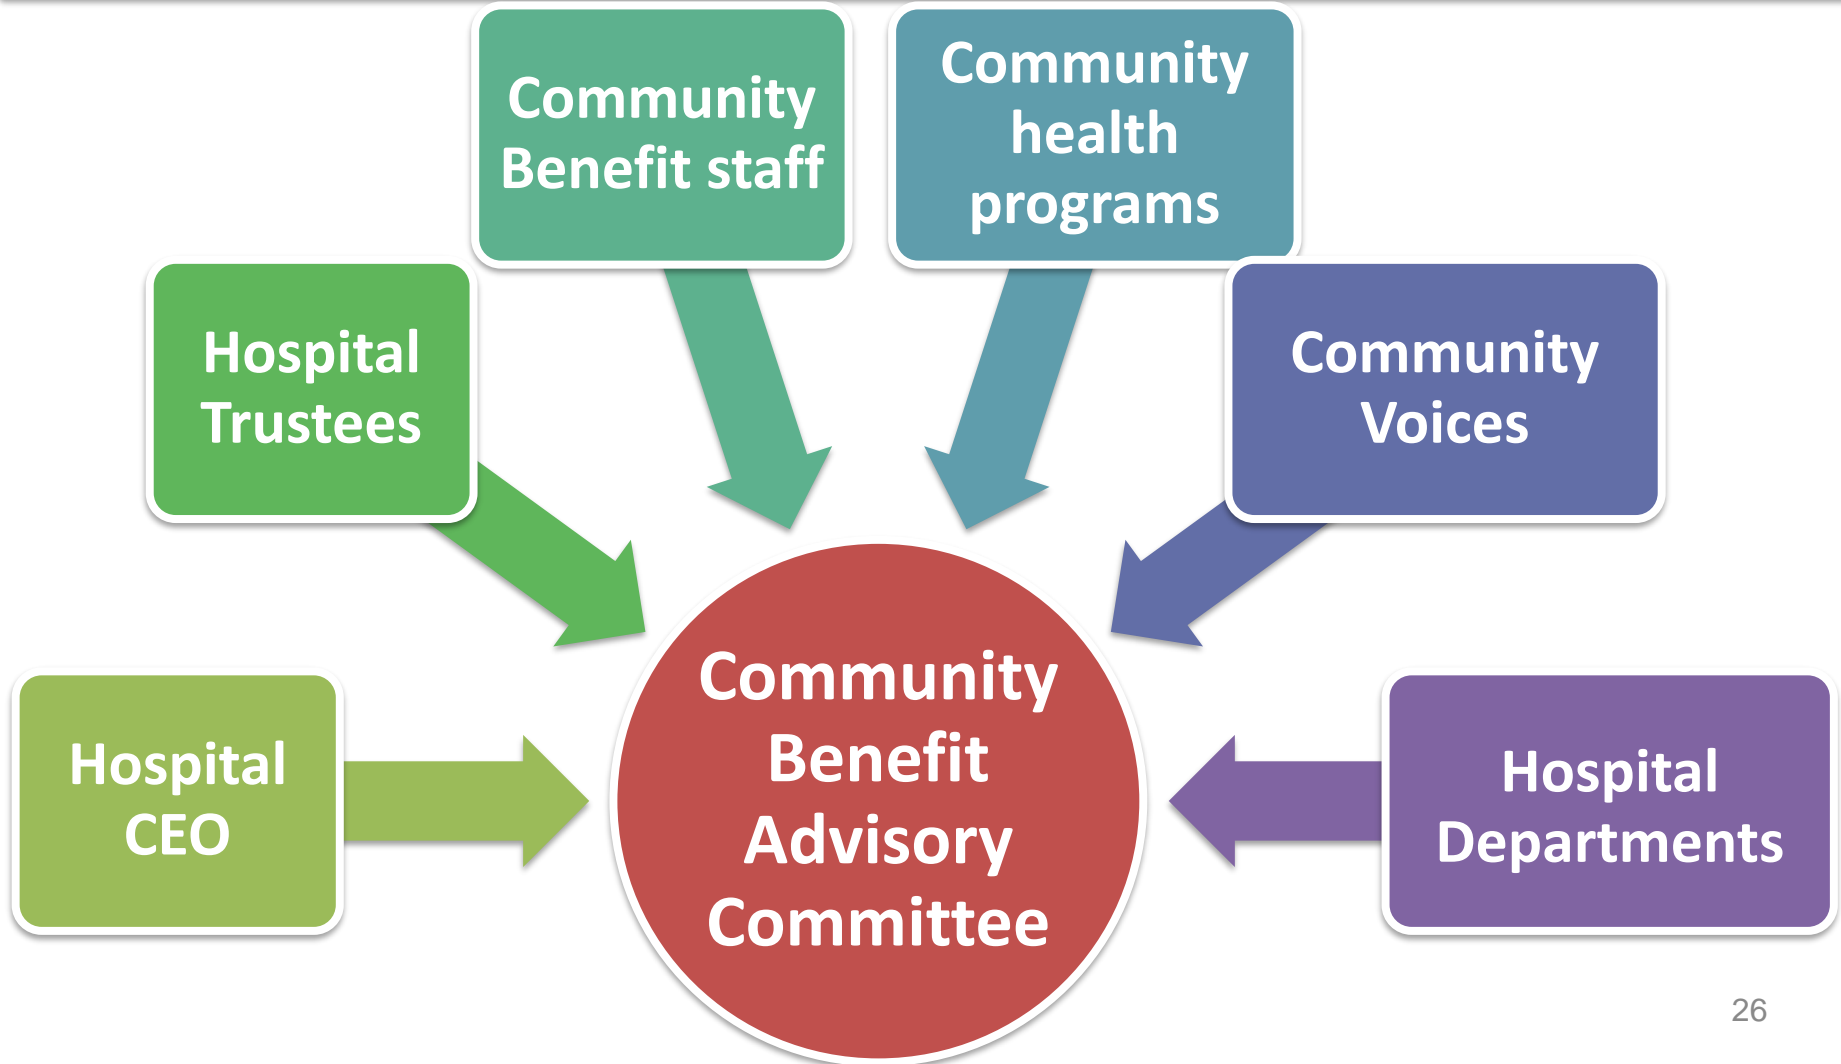 Community
Benefit staff
Community
health
programs
Hospital
Trustees
Community
Voices
Hospital
CEO
Community
Benefit
Advisory
Committee
Hospital
Departments
26